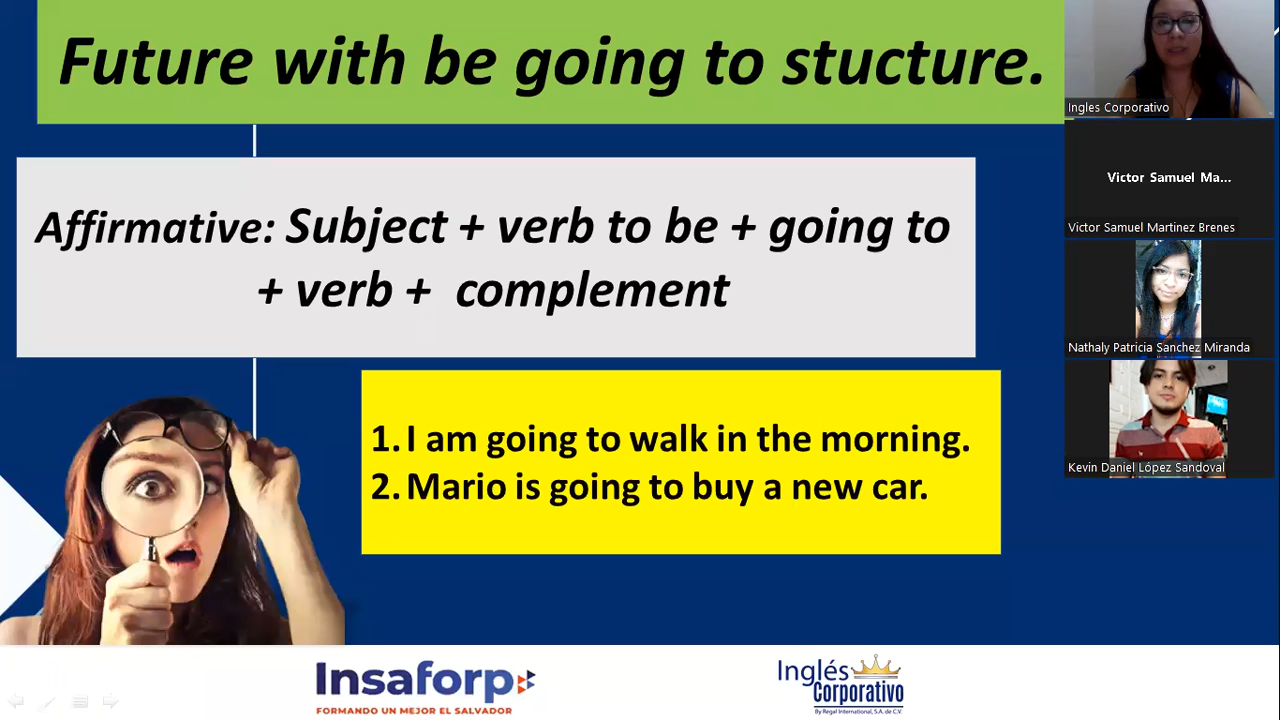 Future with be going to stucture.
Ingles Corporativo
Affirmative: Subject + verb to be + going to
+ verb + complement
Victor Samuel Ma...
Victor Samuel Martinez Brenes
Nathaly Patricia Sanchez Miranda
1. I am going to walk in the morning.
2. Mario is going to buy a new car.
Kevin Daniel López Sandoval
Insaforp
FORMANDO UN MEJOR EL SALVADOR
Inglés
Corporativo
By Regal International, S.A. de C.V.